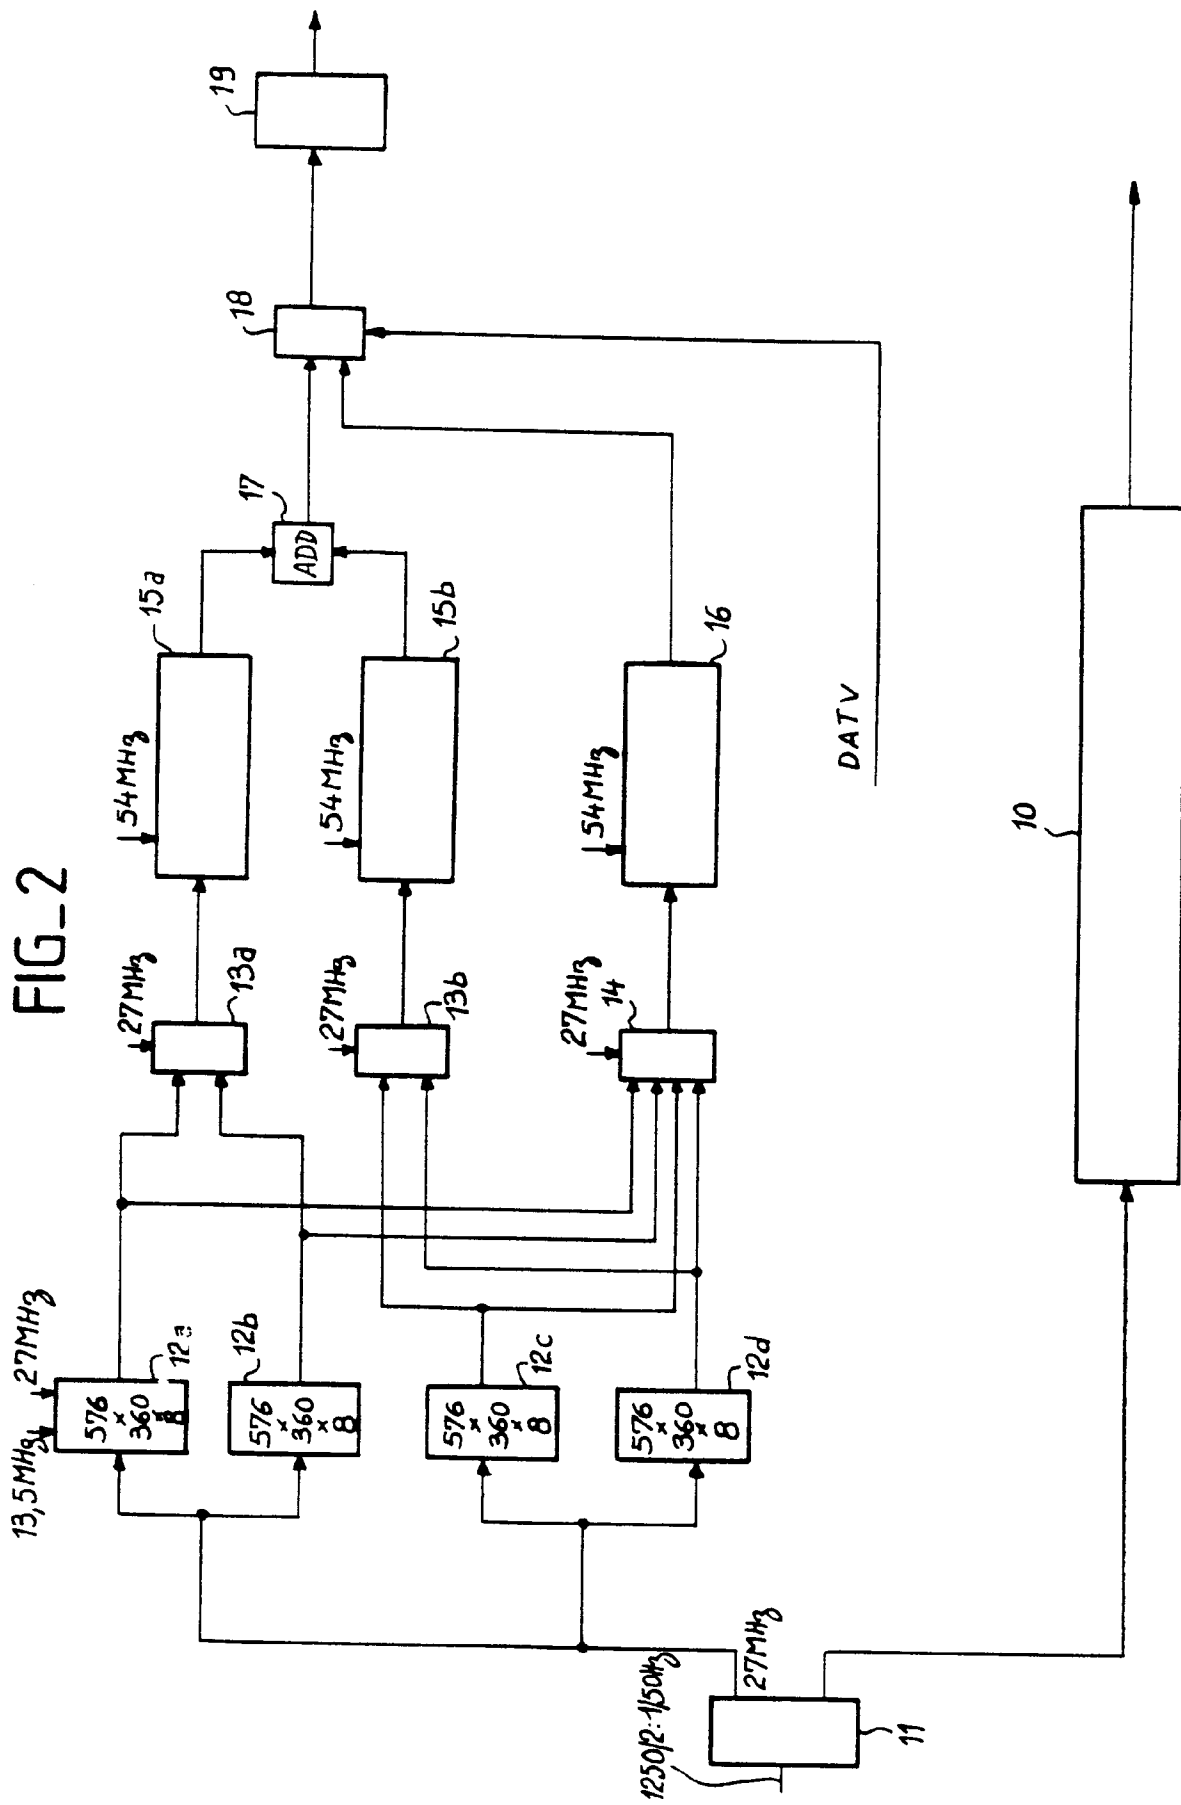 FIG_2
13,5MHz
27MHz
576
x
360
x
8
12a
576
x
360
x
8
12b
576
x
360
x
8
12c
576
x
360
x
8
12d
27MHz
13a
27MHz
13b
27MHz
14
54MHz
15a
54MHz
15b
54MHz
16
ADD
17
18
19
DATV
1250/2:1/50Hz
27MHz
11
10